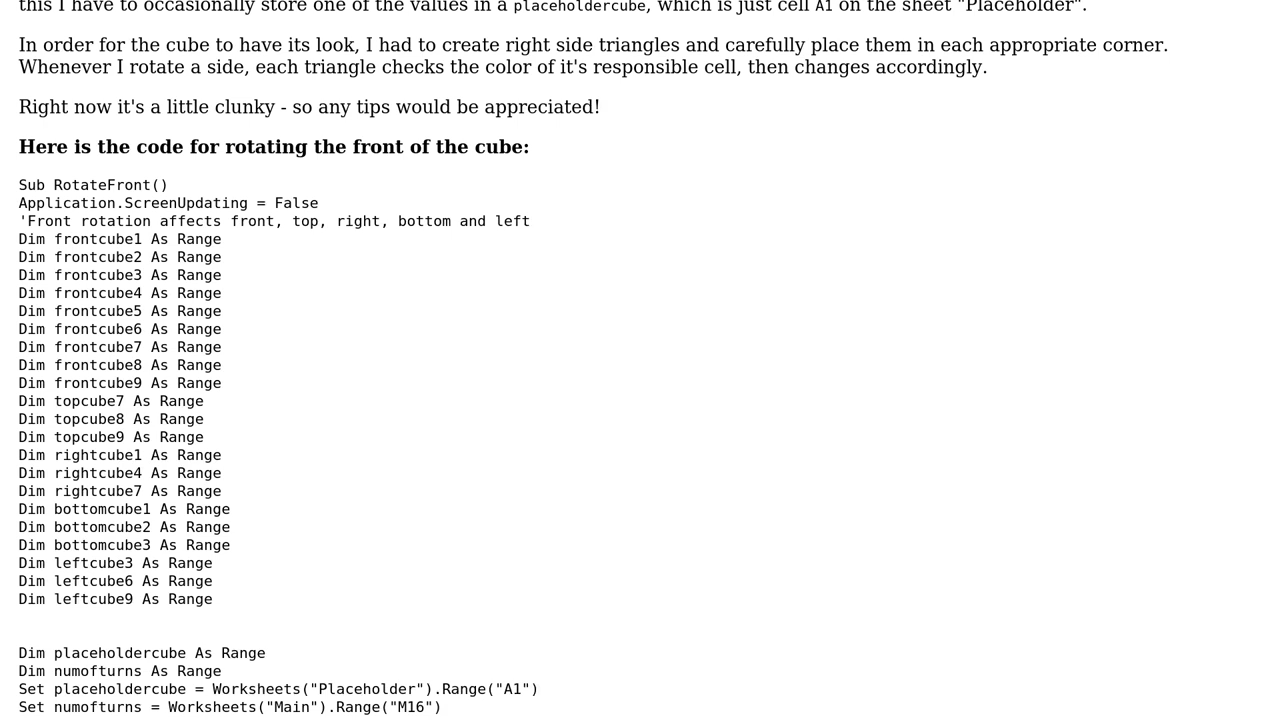 this I have to occasionally store one of the values in a placeholdercube, which is just cell A1 on the sheet "Placeholder".
In order for the cube to have its look, I had to create right side triangles and carefully place them in each appropriate corner.
Whenever I rotate a side, each triangle checks the color of it's responsible cell, then changes accordingly.
Right now it's a little clunky - so any tips would be appreciated!
Here is the code for rotating the front of the cube:
Sub RotateFront()
Application.ScreenUpdating = False
'Front rotation affects front, top, right, bottom and left
Dim frontcube1 As Range
Dim frontcube2 As Range
Dim frontcube3 As Range
Dim frontcube4 As Range
Dim frontcube5 As Range
Dim frontcube6 As Range
Dim frontcube7 As Range
Dim frontcube8 As Range
Dim frontcube9 As Range
Dim topcube7 As Range
Dim topcube8 As Range
Dim topcube9 As Range
Dim rightcube1 As Range
Dim rightcube4 As Range
Dim rightcube7 As Range
Dim bottomcube1 As Range
Dim bottomcube2 As Range
Dim bottomcube3 As Range
Dim leftcube3 As Range
Dim leftcube6 As Range
Dim leftcube9 As Range
Dim placeholdercube As Range
Dim numofturns As Range
Set placeholdercube = Worksheets("Placeholder").Range("A1")
Set numofturns = Worksheets("Main").Range("M16")